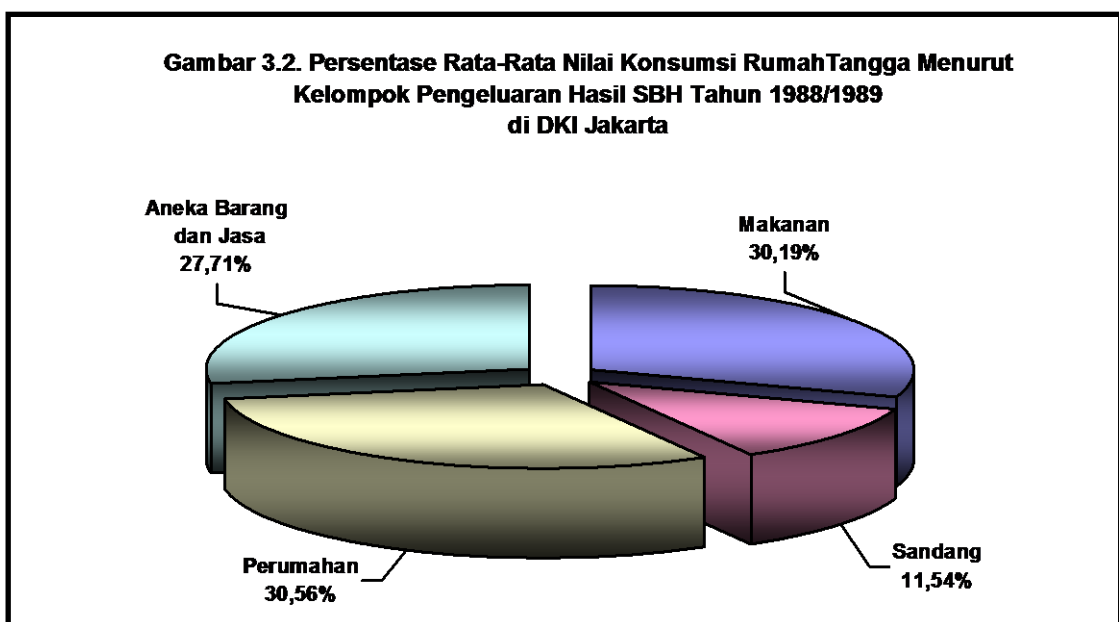 Gambar 3.2. Persentase Rata-Rata Nilai Konsumsi RumahTangga Menurut
Kelompok Pengeluaran Hasil SBH Tahun 1988/1989
di DKI Jakarta
Aneka Barang
dan Jasa
27,71%
Makanan
30,19%
Perumahan
30,56%
Sandang
11,54%